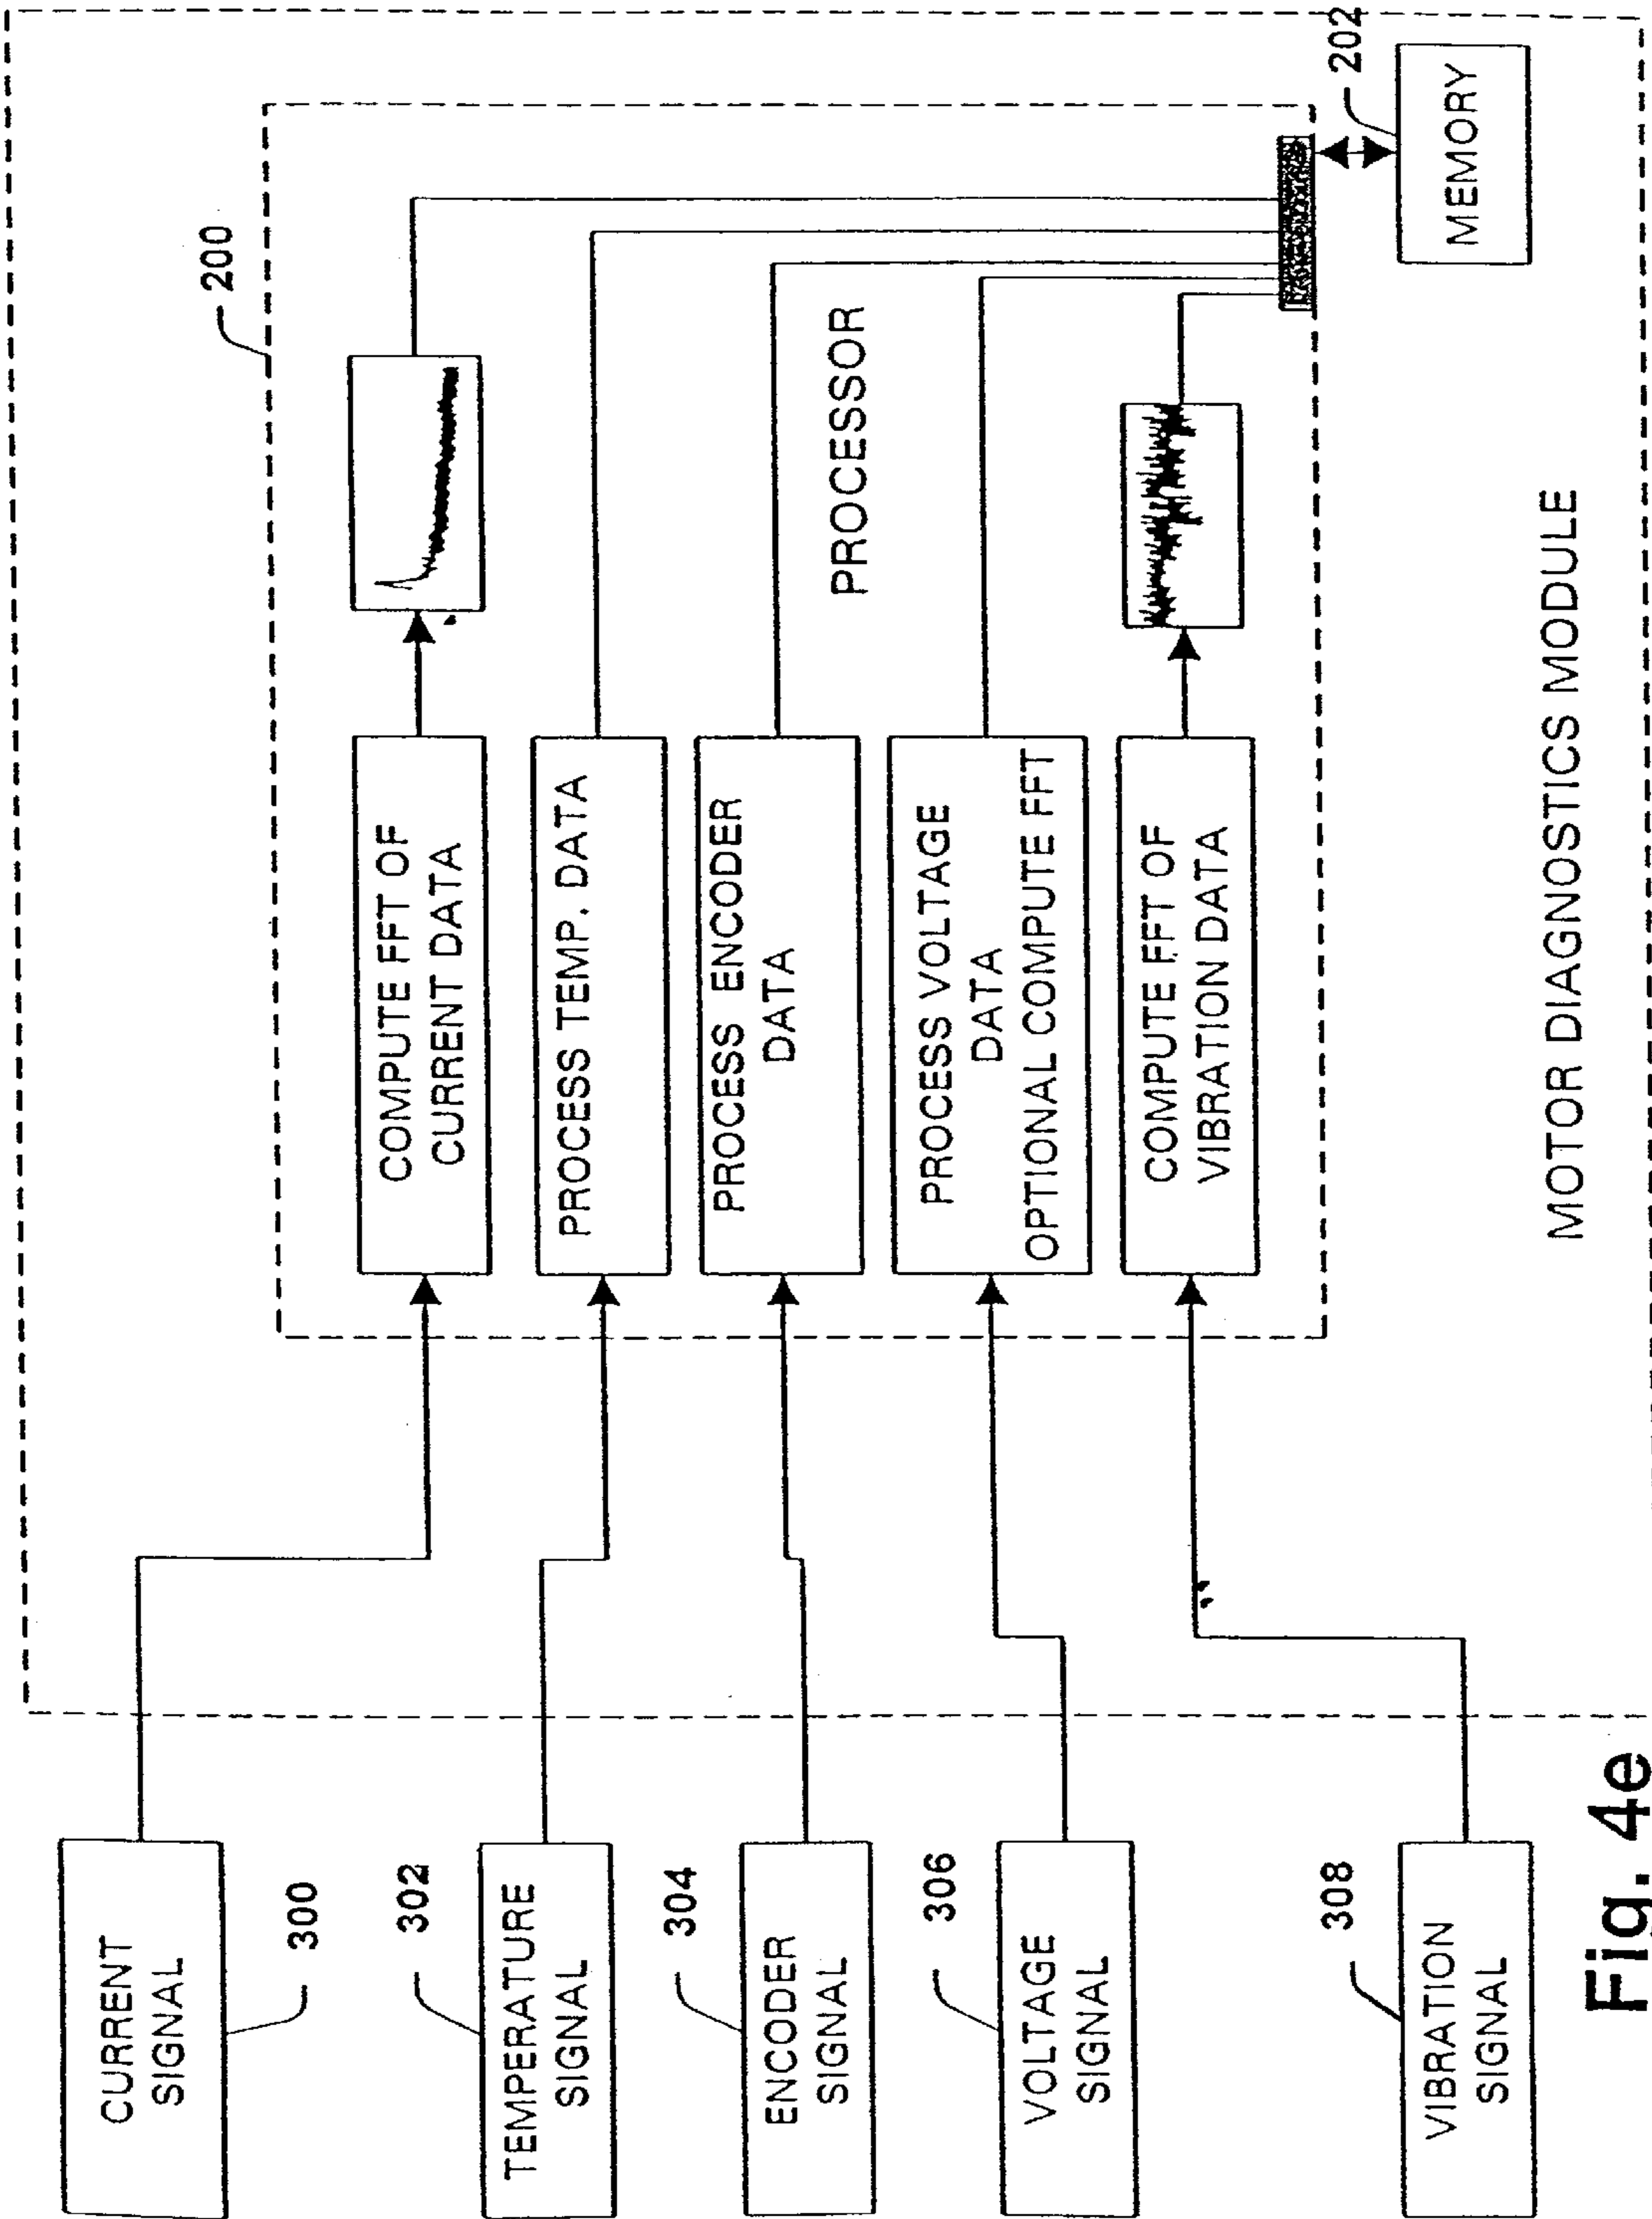 CURRENT
SIGNAL
300
302
TEMPERATURE
SIGNAL
304
ENCODER
SIGNAL
306
VOLTAGE
SIGNAL
308
VIBRATION
SIGNAL
200
COMPUTE FFT OF
CURRENT DATA
PROCESS TEMP. DATA
PROCESS ENCODER
DATA
PROCESS VOLTAGE
DATA
OPTIONAL COMPUTE FFT
COMPUTE FFT OF
VIBRATION DATA
PROCESSOR
202
MEMORY
MOTOR DIAGNOSTICS MODULE
Fig. 4e